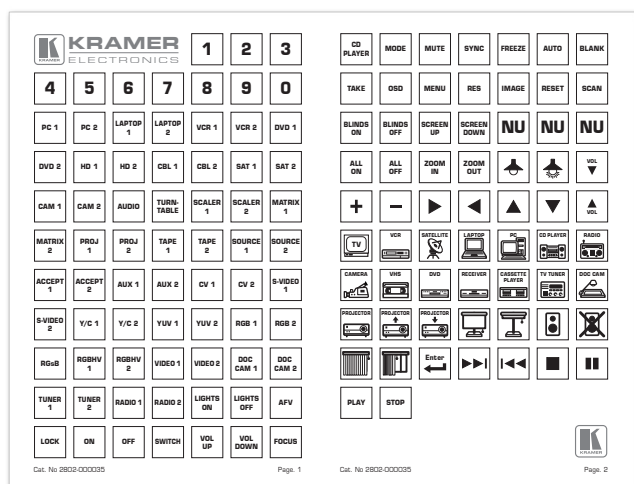 KRAMER
ELECTRONICS
KRAMER
1 2 3
4 5 6 7 8 9 0
PC 1 PC 2 LAPTOP 1 LAPTOP 2 VCR 1 VCR 2 DVD 1
DVD 2 HD 1 HD 2 CBL 1 CBL 2 SAT 1 SAT 2
CAM 1 CAM 2 AUDIO TURN-TABLE SCALER 1 SCALER 2 MATRIX 1
MATRIX 2 PROJ 1 PROJ 2 TAPE 1 TAPE 2 SOURCE 1 SOURCE 2
ACCEPT 1 ACCEPT 2 AUX 1 AUX 2 CV 1 CV 2 S-VIDEO 1
S-VIDEO 2 Y/C 1 Y/C 2 YUV 1 YUV 2 RGB 1 RGB 2
RGsB RGBHV 1 RGBHV 2 VIDEO 1 VIDEO 2 DOC CAM 1 DOC CAM 2
TUNER 1 TUNER 2 RADIO 1 RADIO 2 LIGHTS ON LIGHTS OFF AFV
LOCK ON OFF SWITCH VOL UP VOL DOWN FOCUS
Cat. No 2802-000035 Page. 1
CD PLAYER MODE MUTE SYNC FREEZE AUTO BLANK
TAKE OSD MENU RES IMAGE RESET SCAN
BLINDS ON BLINDS OFF SCREEN UP SCREEN DOWN NU NU NU
ALL ON ALL OFF ZOOM IN ZOOM OUT VOL ▼
+ − ▶ ◀ ▲ ▼ ▲ VOL
TV VCR SATELLITE LAPTOP PC CD PLAYER RADIO
CAMERA VHS DVD RECEIVER CASSETTE PLAYER TV TUNER DOC CAM
PROJECTOR PROJECTOR PROJECTOR
Enter
PLAY STOP
KRAMER
Cat. No 2802-000035 Page. 2